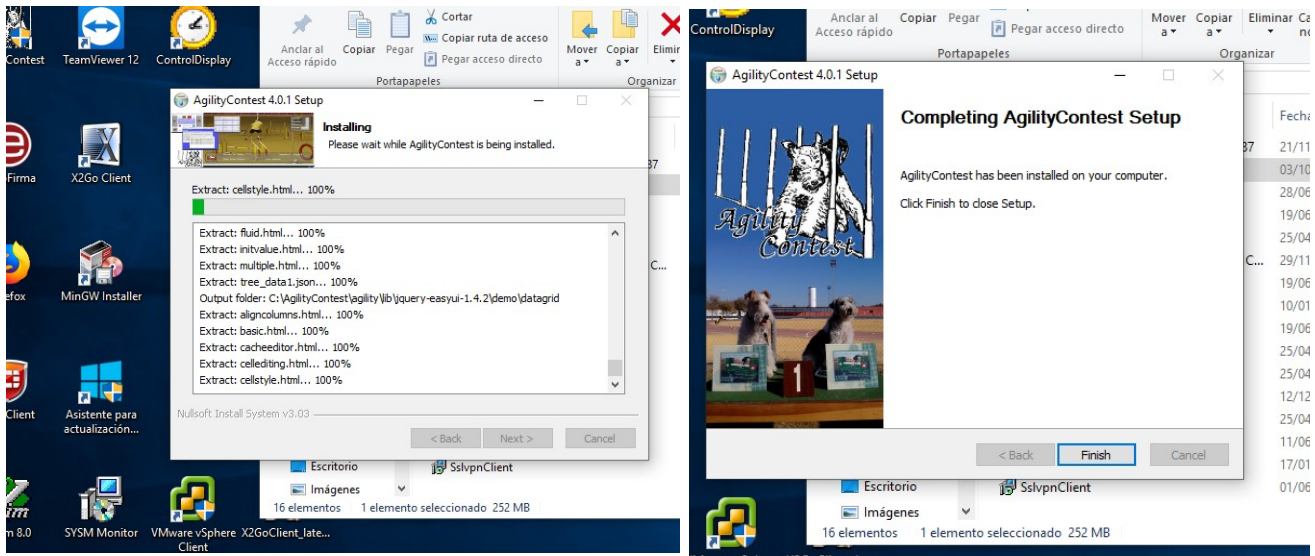 Contest
TeamViewer 12
ControlDisplay
Firma
X2Go Client
efox
MinGW Installer
Client
Asistente para
actualización...
m 8.0
SYSM Monitor
VMware vSphere
Client
X2GoClient_late...
Anclar al
Acceso rápido
Copiar
Pegar
Cortar
Copiar ruta de acceso
Pegar acceso directo
Portapapeles
Mover
a
Copiar
a
Elimir
Organizar
AgilityContest 4.0.1 Setup
Installing
Please wait while AgilityContest is being installed.
Extract: cellstyle.html... 100%
Extract: fluid.html... 100%
Extract: initvalue.html... 100%
Extract: multiple.html... 100%
Extract: tree_data1.json... 100%
Output folder: C:\AgilityContest\agility\lib\jquery-easyui-1.4.2\demo\datagrid
Extract: aligncolumns.html... 100%
Extract: basic.html... 100%
Extract: cacheeditor.html... 100%
Extract: cellediting.html... 100%
Extract: cellstyle.html... 100%
Nullsoft Install System v3.03
< Back
Next >
Cancel
37
C...
Escritorio
SslvpnClient
Imágenes
16 elementos
1 elemento seleccionado 252 MB
ControlDisplay
Anclar al
Acceso rápido
Copiar
Pegar
Pegar acceso directo
Portapapeles
Mover
a
Copiar
a
Eliminar
Organizar
AgilityContest 4.0.1 Setup
Agility
Contest
1
Completing AgilityContest Setup
AgilityContest has been installed on your computer.
Click Finish to close Setup.
< Back
Finish
Cancel
Fecha
37
21/11
03/10
28/06
19/06
25/04
C...
29/11
19/06
10/01
19/06
25/04
25/04
12/12
25/04
11/06
17/01
01/06
Escritorio
SslvpnClient
Imágenes
16 elementos
1 elemento seleccionado 252 MB